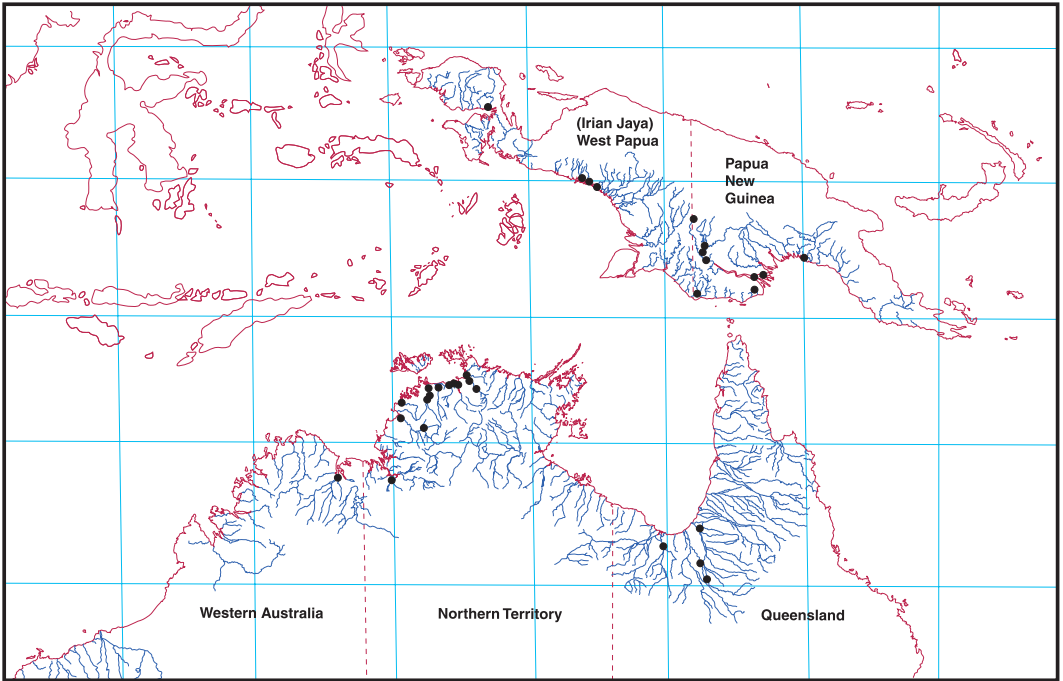 (Irian Jaya)
West Papua
Papua
New
Guinea
Western Australia
Northern Territory
Queensland